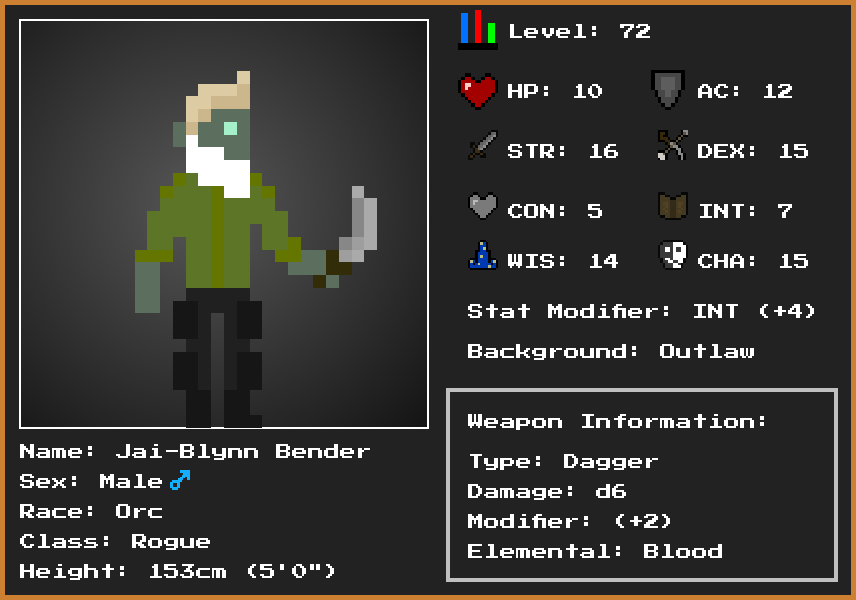 Level: 72
HP: 10 AC: 12
STR: 16 DEX: 15
CON: 5 INT: 7
WIS: 14 CHA: 15
Stat Modifier: INT (+4)
Background: Outlaw
Weapon Information:
Type: Dagger
Damage: d6
Modifier: (+2)
Elemental: Blood
Name: Jai-Blynn Bender
Sex: Male ♂
Race: Orc
Class: Rogue
Height: 153cm (5'0")